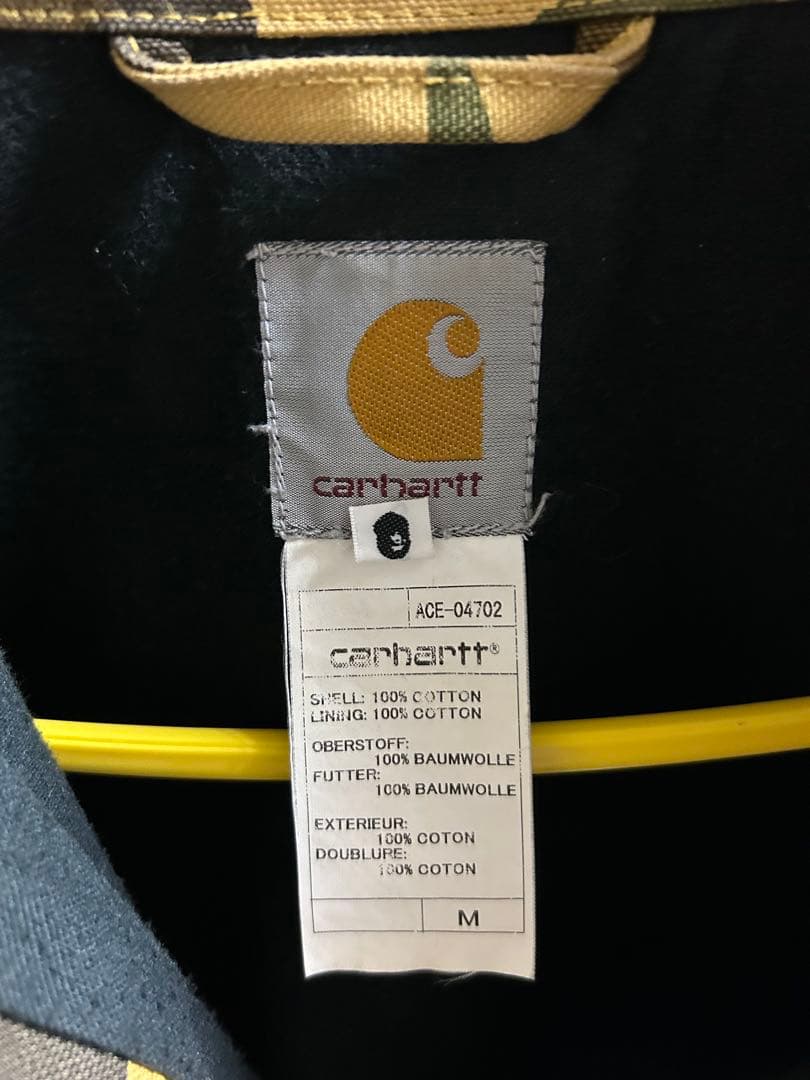 carhartt
ACE-04702
carhartt®
SHELL: 100% COTTON
LINING: 100% COTTON
OBERSTOFF:
100% BAUMWOLLE
FUTTER:
100% BAUMWOLLE
EXTERIEUR:
100% COTON
DOUBLURE:
100% COTON
M